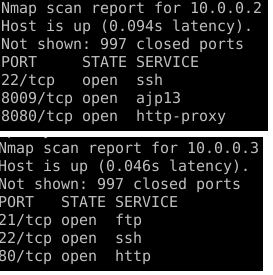 Nmap scan report for 10.0.0.2
Host is up (0.094s latency).
Not shown: 997 closed ports
PORT     STATE SERVICE
22/tcp   open  ssh
8009/tcp open  ajp13
8080/tcp open  http-proxy
Nmap scan report for 10.0.0.3
Host is up (0.046s latency).
Not shown: 997 closed ports
PORT   STATE SERVICE
21/tcp open  ftp
22/tcp open  ssh
80/tcp open  http